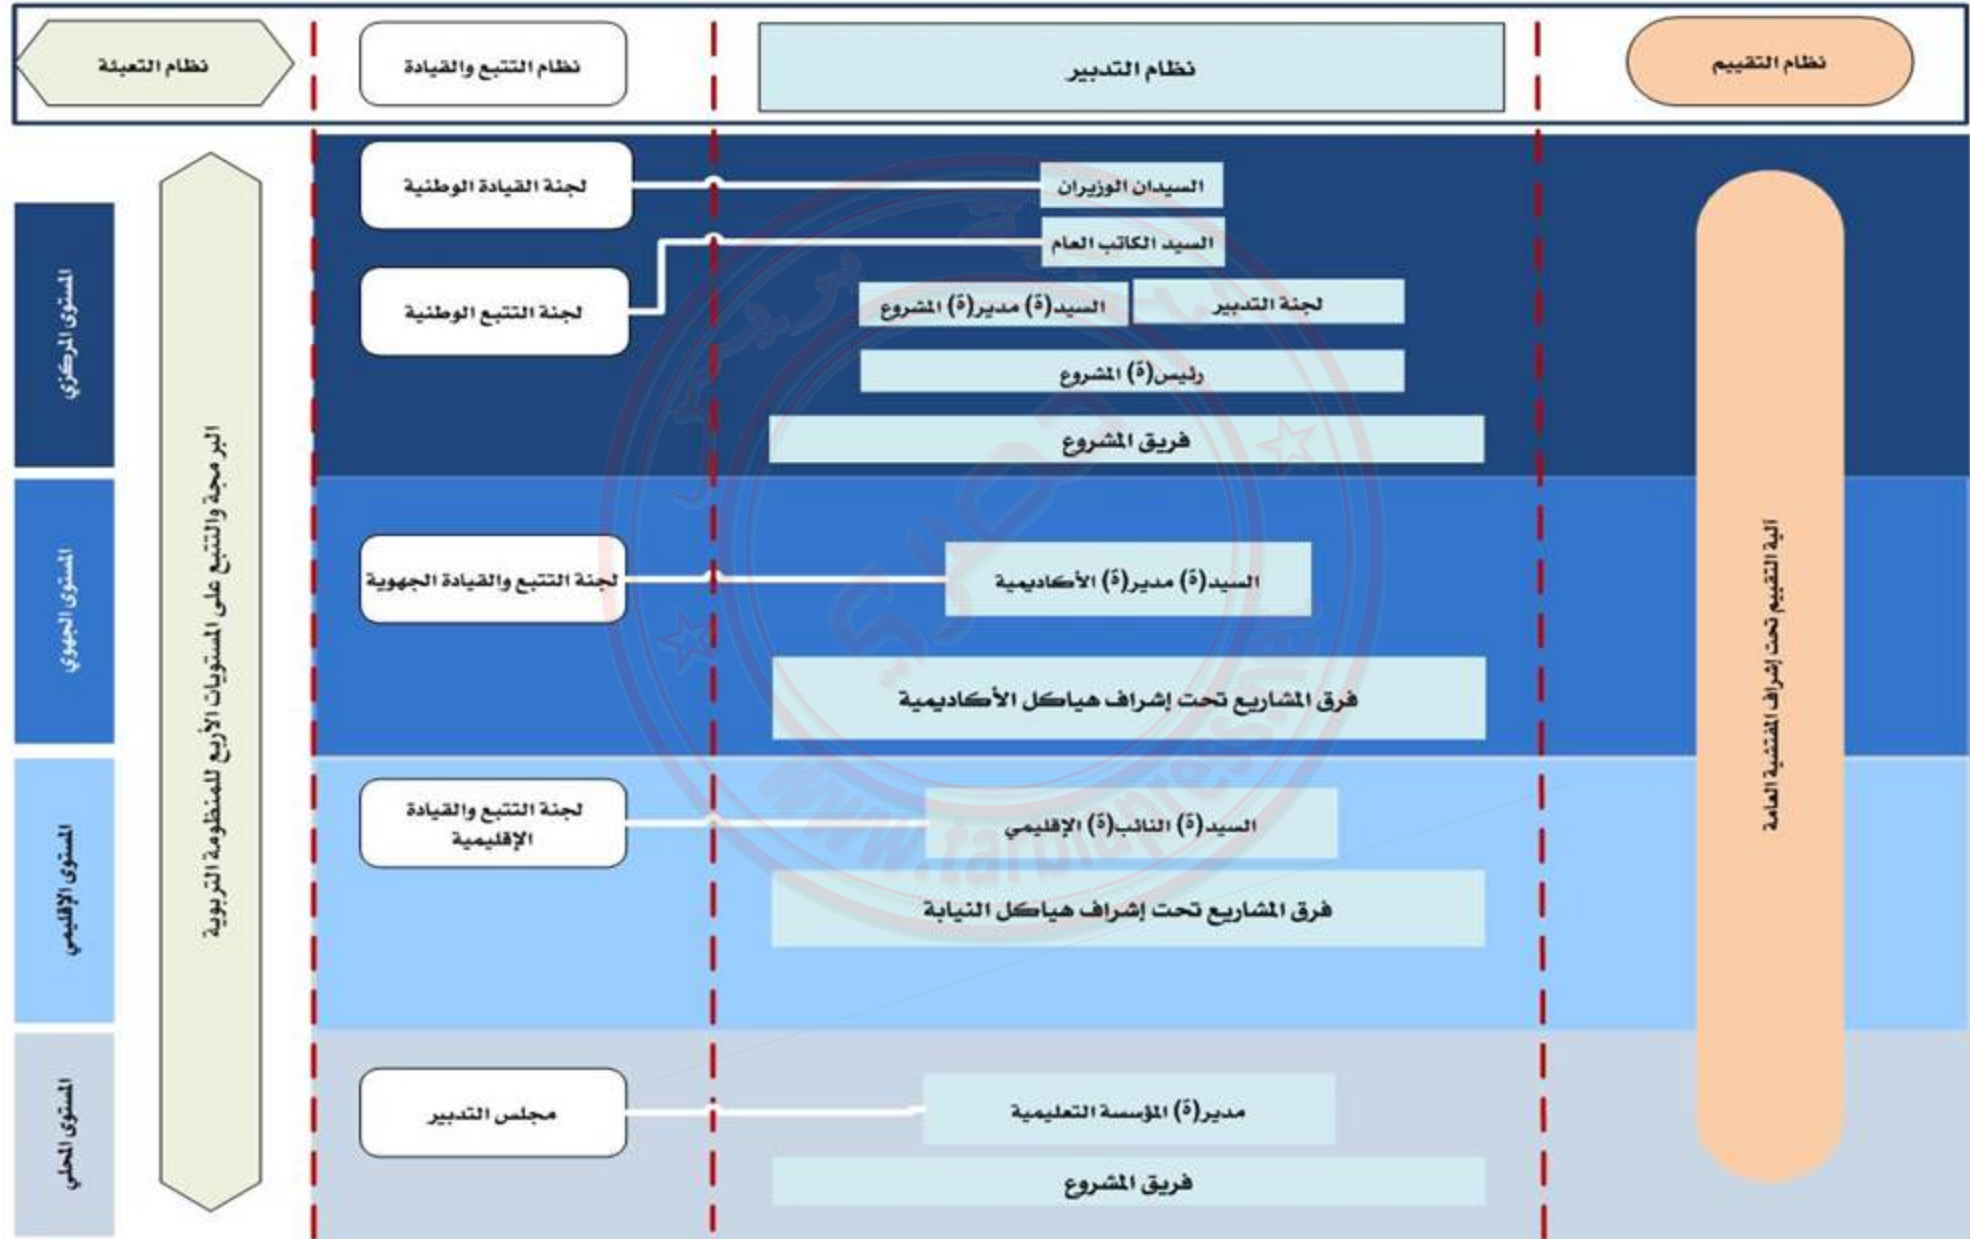 نظام التقييم
نظام التدبير
نظام التتبع والقيادة
نظام التعبئة
السيدان الوزيران
لجنة القيادة الوطنية
السيد الكاتب العام
لجنة التدبير
السيد(ة) مدير(ة) المشروع
لجنة التتبع الوطنية
رئيس(ة) المشروع
فريق المشروع
المستوى المركزي
السيد(ة) مدير(ة) الأكاديمية
لجنة التتبع والقيادة الجهوية
فرق المشاريع تحت إشراف هياكل الأكاديمية
المستوى الجهوي
السيد(ة) النائب(ة) الإقليمي
لجنة التتبع والقيادة
الإقليمية
فرق المشاريع تحت إشراف هياكل النيابة
المستوى الإقليمي
مدير(ة) المؤسسة التعليمية
مجلس التدبير
فريق المشروع
المستوى المحلي
آلية التقييم تحت إشراف المفتشية العامة
البرمجة والتتبع على المستويات الأربع للمنظومة التربوية
حصري
www.tarbiapress.net